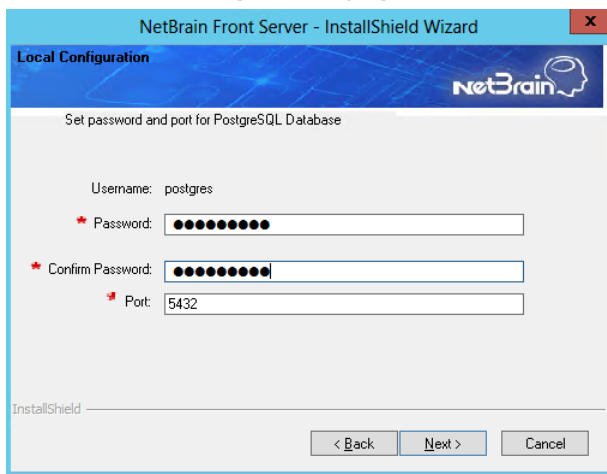 NetBrain Front Server - InstallShield Wizard x
Local Configuration
NetBrain
Set password and port for PostgreSQL Database
Username: postgres
* Password: ●●●●●●●●●
* Confirm Password: ●●●●●●●●●
* Port: 5432
InstallShield
< Back Next > Cancel